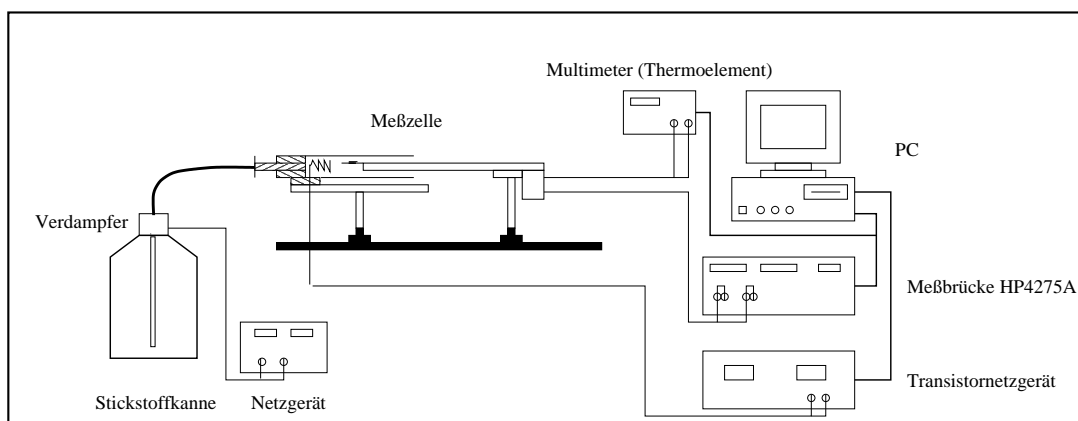 Multimeter (Thermoelement)
Meßzelle
PC
Verdampfer
Meßbrücke HP4275A
Transistornetzgerät
Stickstoffkanne
Netzgerät